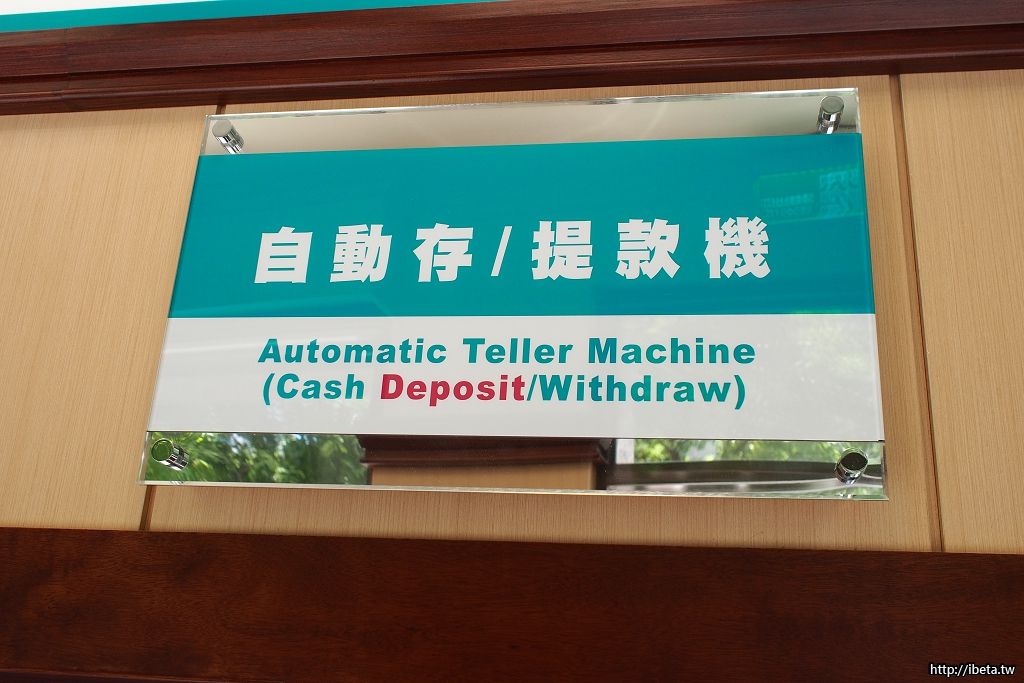 自動存/提款機
Automatic Teller Machine
(Cash Deposit/Withdraw)
http://ibeta.tw